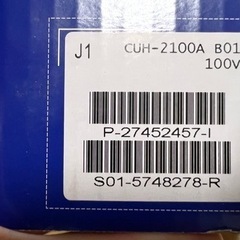 J1 CUH-2100A B01
100V
P-27452457-I
S01-5748278-R